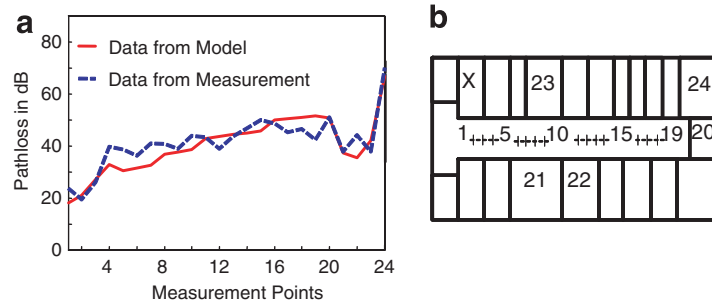 a
80
60
40
20
0
Pathloss in dB
Data from Model
Data from Measurement
4 8 12 16 20 24
Measurement Points
b
X 23 24
1 5 10 15 19 20
21 22